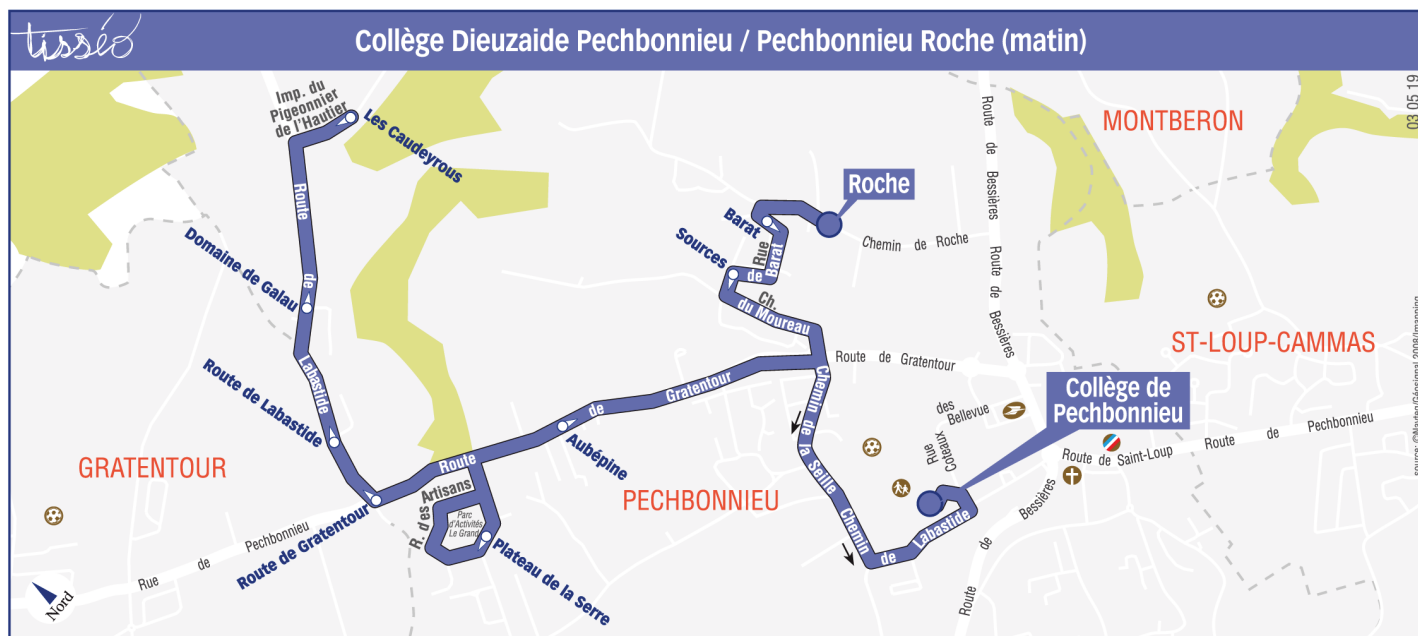 tisséo
Collège Dieuzaide Pechbonnieu / Pechbonnieu Roche (matin)
03 05 19
Imp. du
Pigeonnier
de l'Hautier
Les Caudeyrous
MONTBERON
Route de Bessières
Roche
Barat
Chemin de Roche
Sources
Rue
de
Barat
Domaine de Galau
Route
de
Labastide
Ch.
du Moureau
Route de Bessières
ST-LOUP-CAMMAS
Route de Gratentour
Route de Labastide
Route
de
Gratentour
Chemin de la Seille
Collège de
Pechbonnieu
Rue
Coteaux
des
Bellevue
Aubépine
GRATENTOUR
PECHBONNIEU
Route de Saint-Loup
Route de Pechbonnieu
R. des Artisans
Parc
d'Activités
Le Grand
Route de Gratentour
Rue de Pechbonnieu
Plateau de la Serre
Chemin
de
Labastide
Route
de
Bessières
Nord